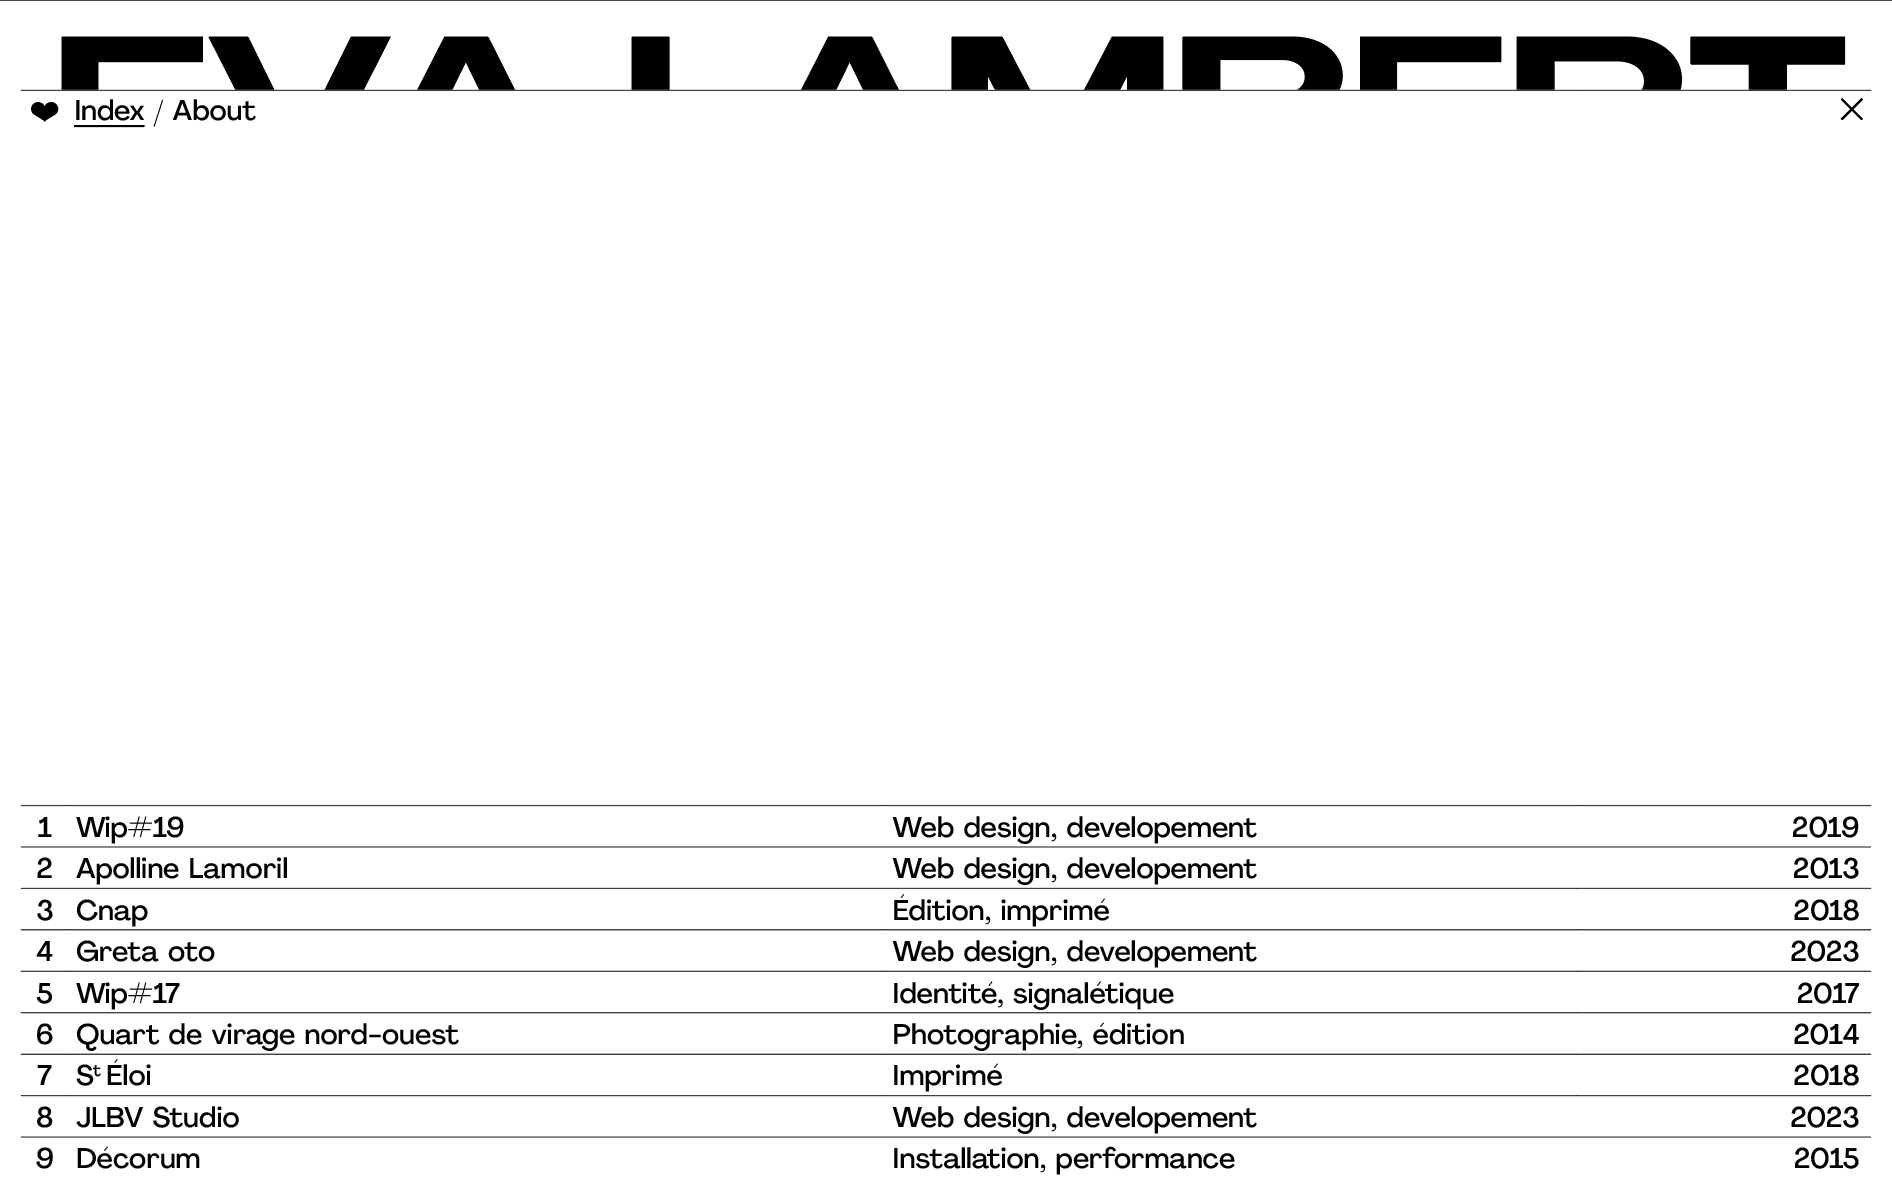 EVA LAMBERT
❤ Index / About ×
1 Wip#19 Web design, developement 2019
2 Apolline Lamoril Web design, developement 2013
3 Cnap Édition, imprimé 2018
4 Greta oto Web design, developement 2023
5 Wip#17 Identité, signalétique 2017
6 Quart de virage nord-ouest Photographie, édition 2014
7 Sᵗ Éloi Imprimé 2018
8 JLBV Studio Web design, developement 2023
9 Décorum Installation, performance 2015